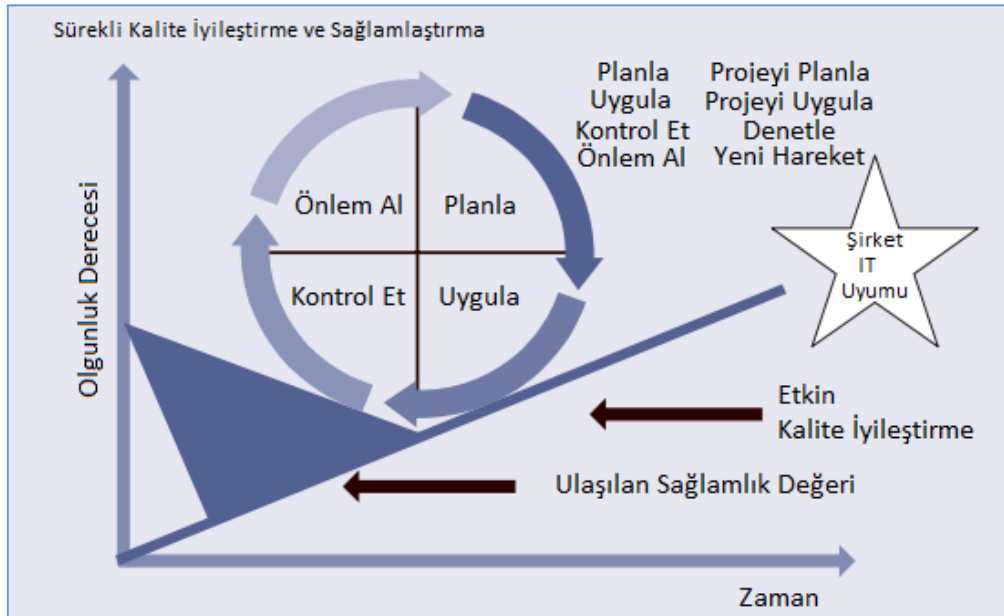 Sürekli Kalite İyileştirme ve Sağlamlaştırma
Planla Projeyi Planla
Uygula Projeyi Uygula
Kontrol Et Denetle
Önlem Al Yeni Hareket
Önlem Al Planla
Kontrol Et Uygula
Şirket
IT
Uyumu
Olgunluk Derecesi
Etkin
Kalite İyileştirme
Ulaşılan Sağlamlık Değeri
Zaman